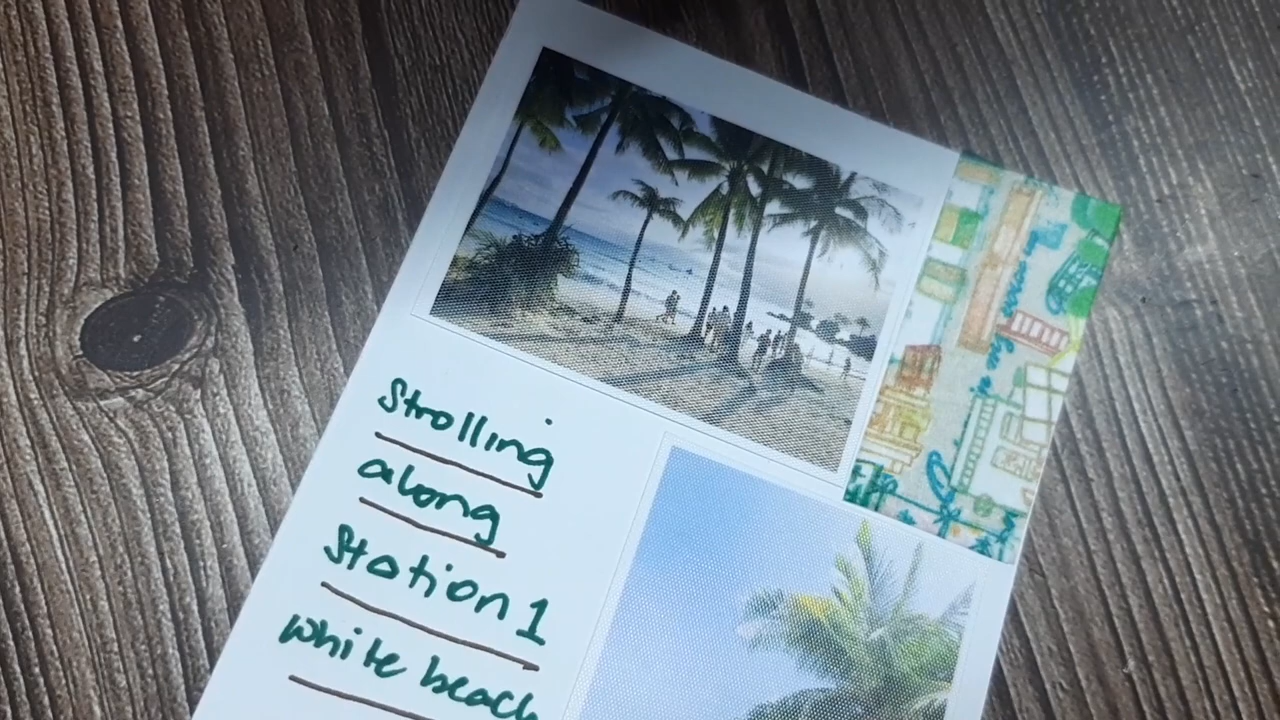 Strolling
along
Station 1
white beach